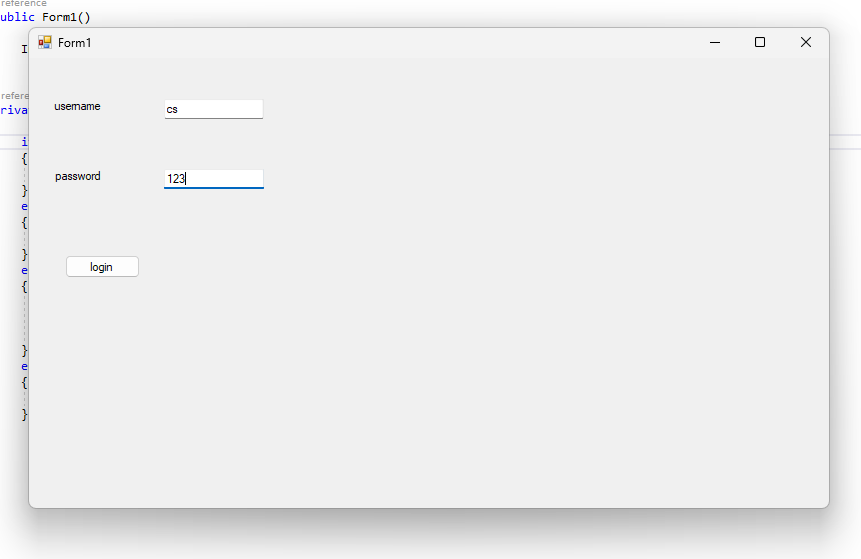 reference
ublic Form1()
Form1
I
refere
riva
username
cs
i
{
password
123
}
e
{
}
login
e
{
}
e
{
}